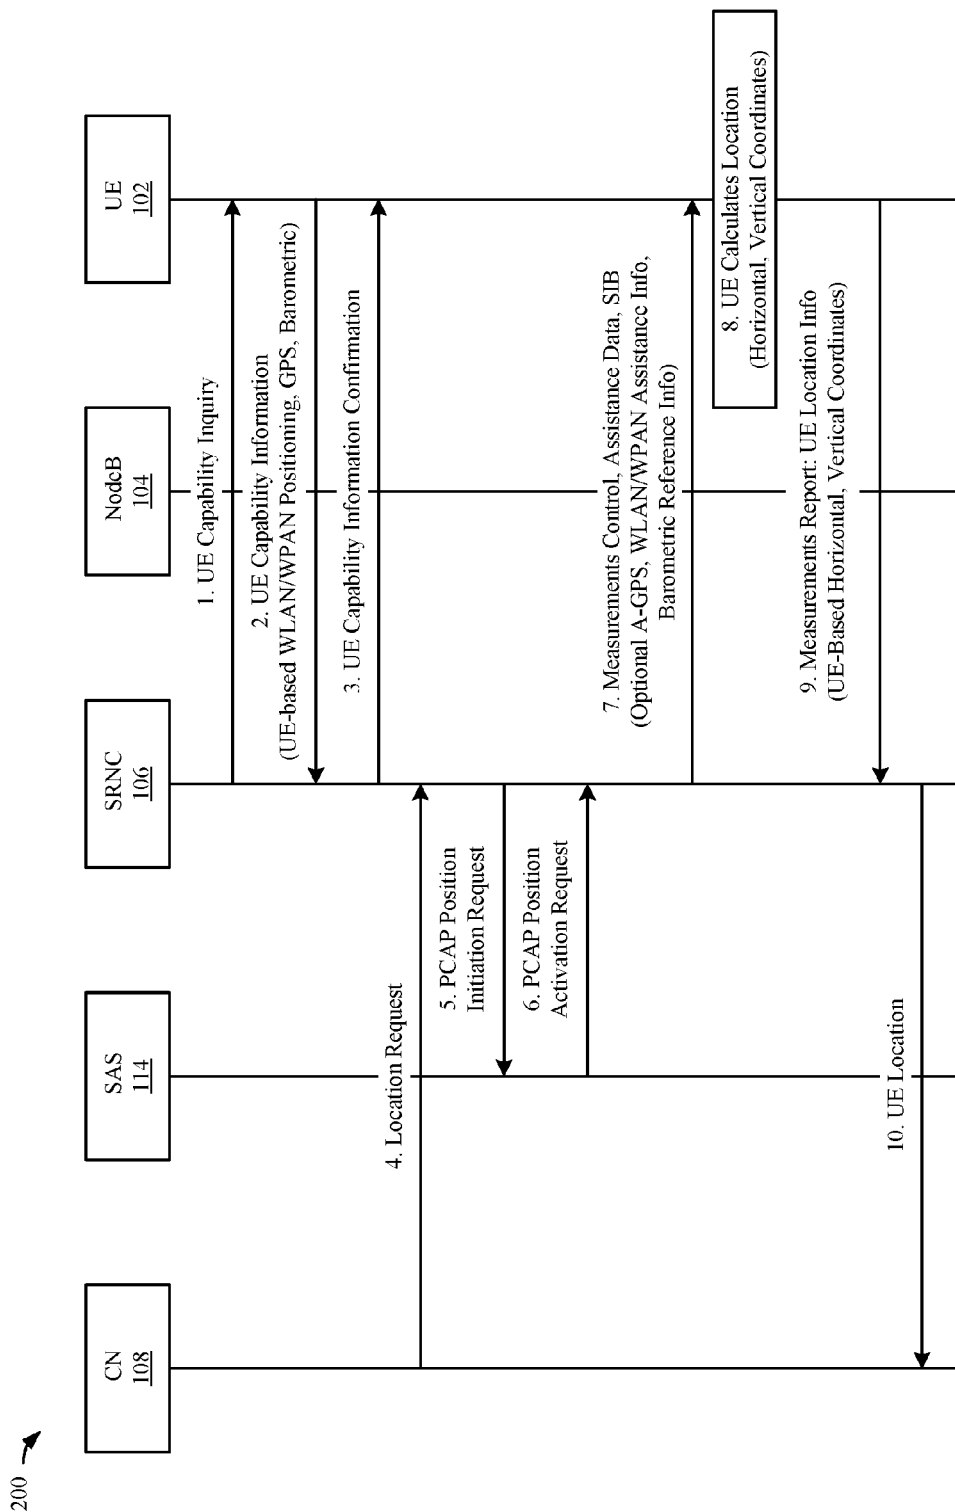 200
CN
108
SAS
114
SRNC
106
NodeB
104
UE
102
1. UE Capability Inquiry
2. UE Capability Information
(UE-based WLAN/WPAN Positioning, GPS, Barometric)
3. UE Capability Information Confirmation
4. Location Request
5. PCAP Position
Initiation Request
6. PCAP Position
Activation Request
7. Measurements Control, Assistance Data, SIB
(Optional A-GPS, WLAN/WPAN Assistance Info,
Barometric Reference Info)
8. UE Calculates Location
(Horizontal, Vertical Coordinates)
9. Measurements Report: UE Location Info
(UE-Based Horizontal, Vertical Coordinates)
10. UE Location